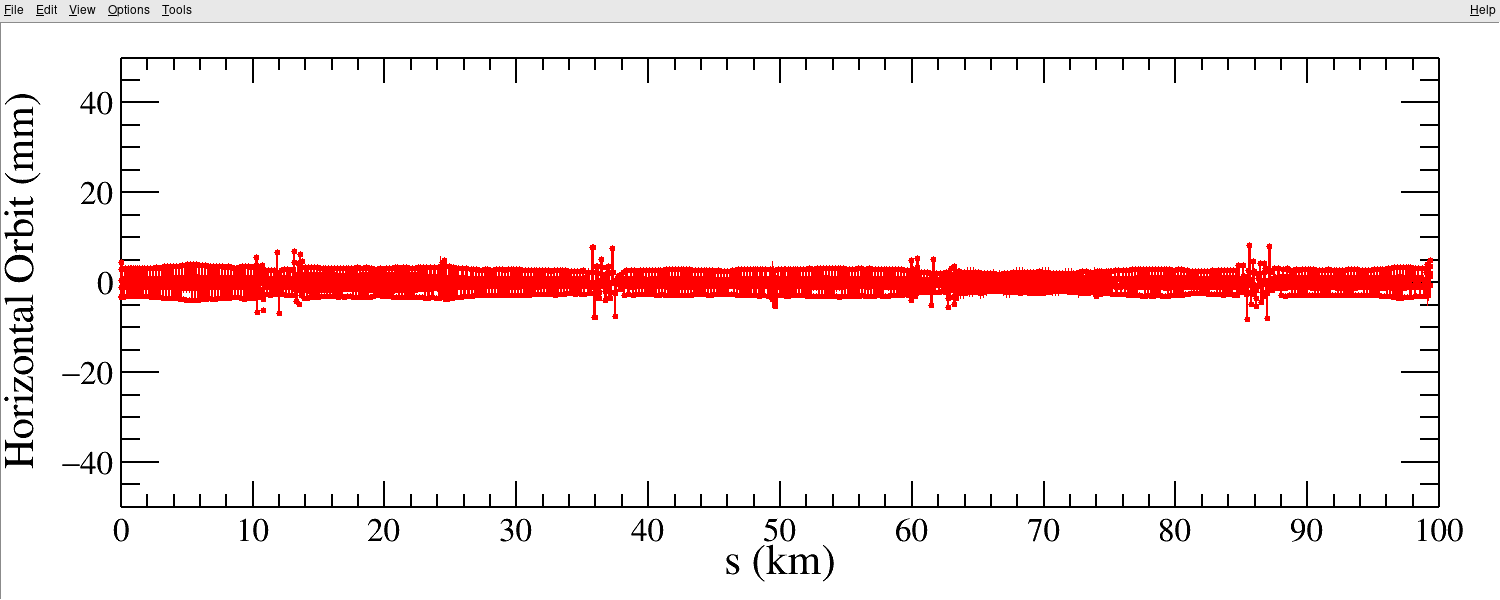 File Edit View Options Tools Help
Horizontal Orbit (mm)
40
20
0
−20
−40
0 10 20 30 40 50 60 70 80 90 100
s (km)